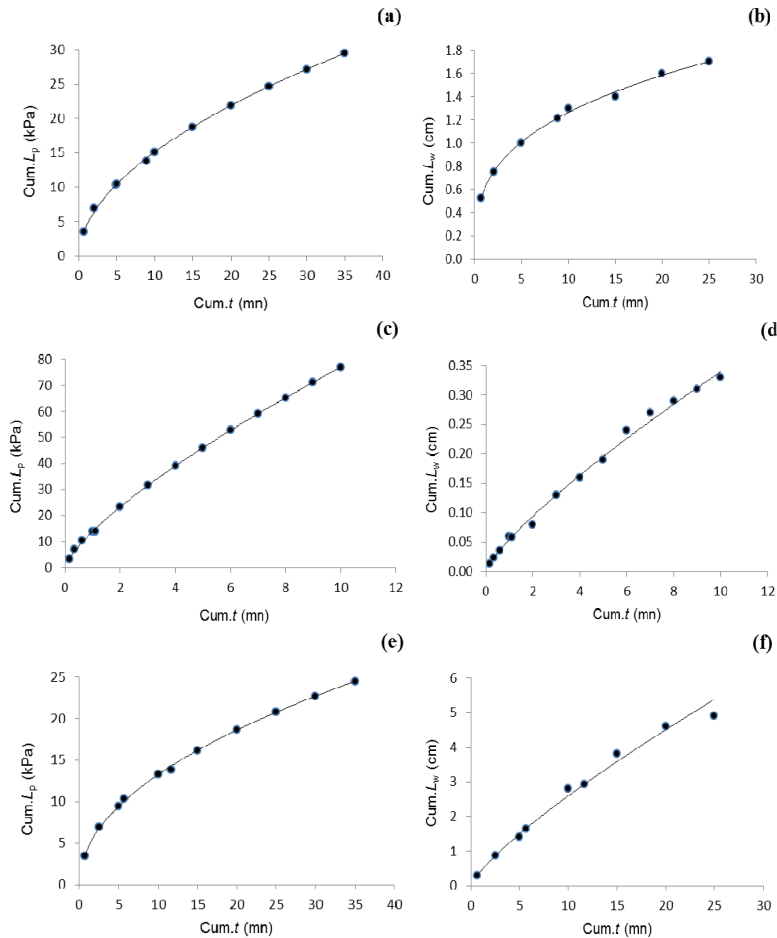 (a)
Cum.Lp (kPa)
30
25
20
15
10
5
0
0 5 10 15 20 25 30 35 40
Cum.t (mn)
(b)
Cum.Lw (cm)
1.8
1.6
1.4
1.2
1.0
0.8
0.6
0.4
0.2
0.0
0 5 10 15 20 25 30
Cum.t (mn)
(c)
Cum.Lp (kPa)
80
70
60
50
40
30
20
10
0
0 2 4 6 8 10 12
Cum.t (mn)
(d)
Cum.Lw (cm)
0.35
0.30
0.25
0.20
0.15
0.10
0.05
0.00
0 2 4 6 8 10 12
Cum.t (mn)
(e)
Cum.Lp (kPa)
25
20
15
10
5
0
0 5 10 15 20 25 30 35 40
Cum.t (mn)
(f)
Cum.Lw (cm)
6
5
4
3
2
1
0
0 5 10 15 20 25 30
Cum.t (mn)